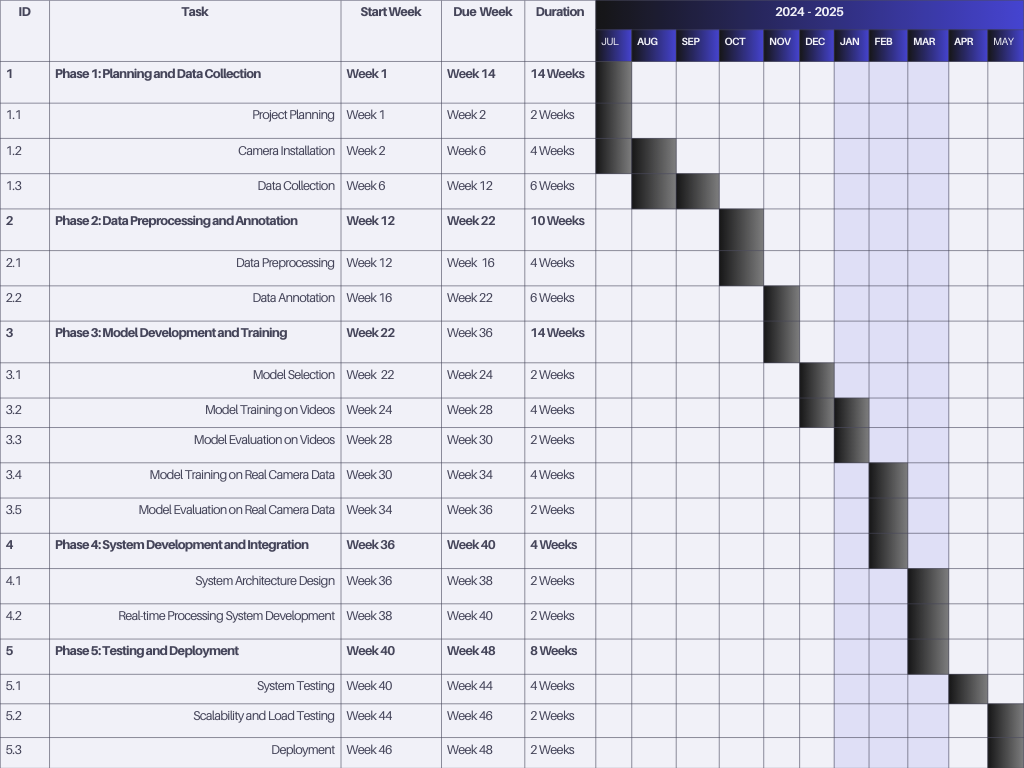 ID Task Start Week Due Week Duration 2024 - 2025
JUL AUG SEP OCT NOV DEC JAN FEB MAR APR MAY
1 Phase 1: Planning and Data Collection Week 1 Week 14 14 Weeks
1.1 Project Planning Week 1 Week 2 2 Weeks
1.2 Camera Installation Week 2 Week 6 4 Weeks
1.3 Data Collection Week 6 Week 12 6 Weeks
2 Phase 2: Data Preprocessing and Annotation Week 12 Week 22 10 Weeks
2.1 Data Preprocessing Week 12 Week 16 4 Weeks
2.2 Data Annotation Week 16 Week 22 6 Weeks
3 Phase 3: Model Development and Training Week 22 Week 36 14 Weeks
3.1 Model Selection Week 22 Week 24 2 Weeks
3.2 Model Training on Videos Week 24 Week 28 4 Weeks
3.3 Model Evaluation on Videos Week 28 Week 30 2 Weeks
3.4 Model Training on Real Camera Data Week 30 Week 34 4 Weeks
3.5 Model Evaluation on Real Camera Data Week 34 Week 36 2 Weeks
4 Phase 4: System Development and Integration Week 36 Week 40 4 Weeks
4.1 System Architecture Design Week 36 Week 38 2 Weeks
4.2 Real-time Processing System Development Week 38 Week 40 2 Weeks
5 Phase 5: Testing and Deployment Week 40 Week 48 8 Weeks
5.1 System Testing Week 40 Week 44 4 Weeks
5.2 Scalability and Load Testing Week 44 Week 46 2 Weeks
5.3 Deployment Week 46 Week 48 2 Weeks